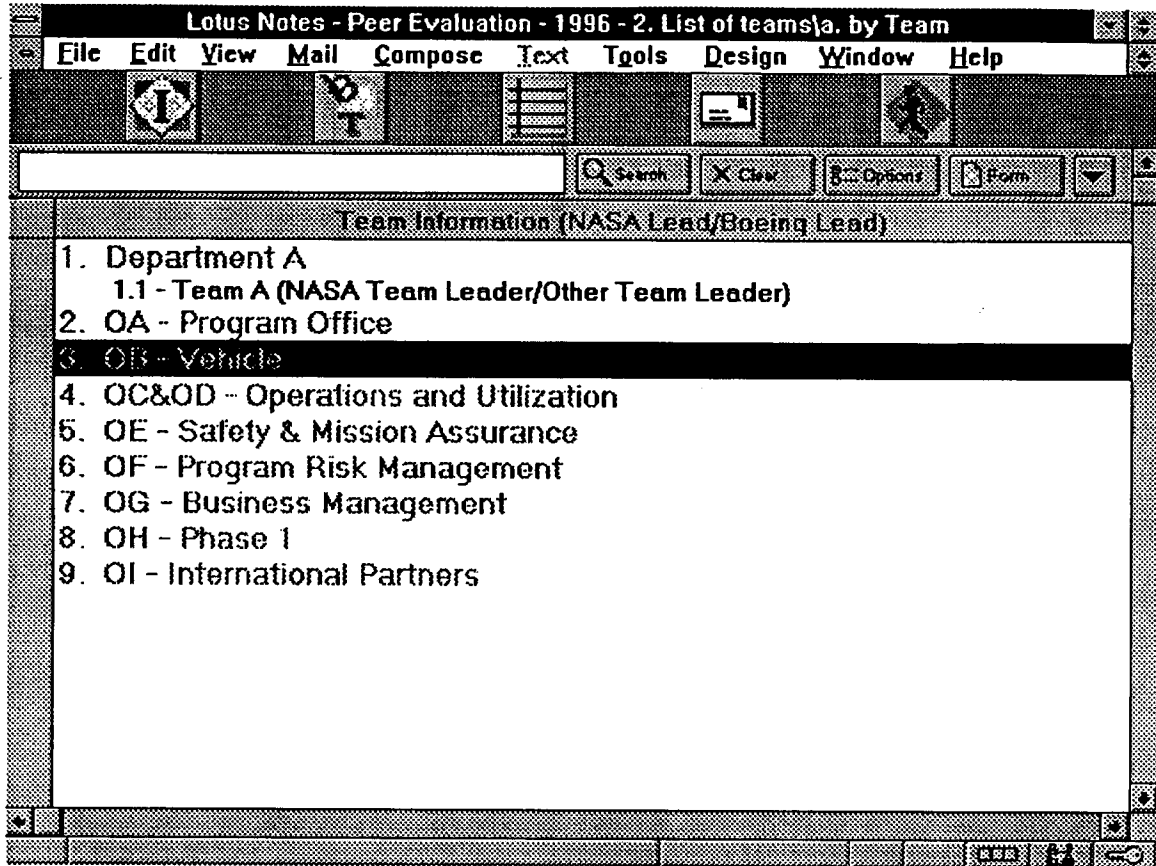 Lotus Notes - Peer Evaluation - 1996 - 2. List of teams\a. by Team
File Edit View Mail Compose Text Tools Design Window Help
Search Clear Options Form
Team Information (NASA Lead/Boeing Lead)
1. Department A
1.1 - Team A (NASA Team Leader/Other Team Leader)
2. OA - Program Office
3. OB - Vehicle
4. OC&OD - Operations and Utilization
5. OE - Safety & Mission Assurance
6. OF - Program Risk Management
7. OG - Business Management
8. OH - Phase 1
9. OI - International Partners